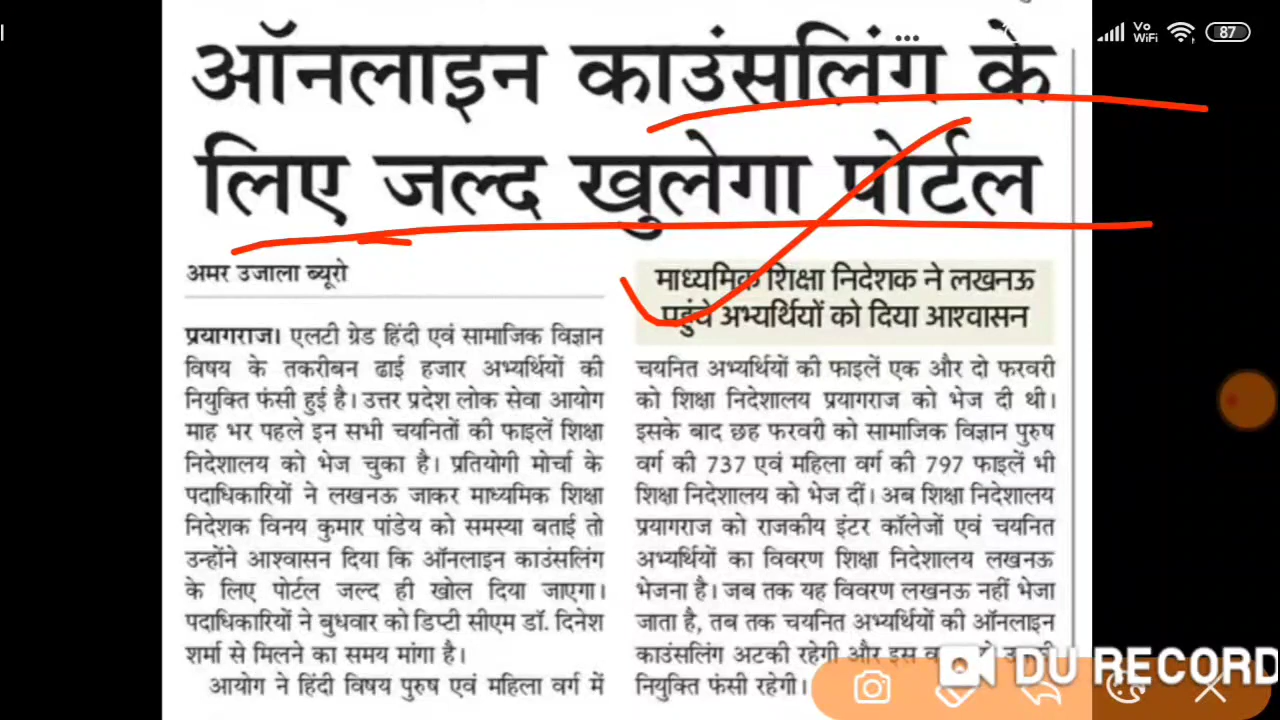 Vo
WiFi
87
ऑनलाइन काउंसलिंग के
लिए जल्द खुलेगा पोर्टल
अमर उजाला ब्यूरो
प्रयागराज। एलटी ग्रेड हिंदी एवं सामाजिक विज्ञान
विषय के तकरीबन ढाई हजार अभ्यर्थियों की
नियुक्ति फंसी हुई है। उत्तर प्रदेश लोक सेवा आयोग
माह भर पहले इन सभी चयनितों की फाइलें शिक्षा
निदेशालय को भेज चुका है। प्रतियोगी मोर्चा के
पदाधिकारियों ने लखनऊ जाकर माध्यमिक शिक्षा
निदेशक विनय कुमार पांडेय को समस्या बताई तो
उन्होंने आश्वासन दिया कि ऑनलाइन काउंसलिंग
के लिए पोर्टल जल्द ही खोल दिया जाएगा।
पदाधिकारियों ने बुधवार को डिप्टी सीएम डॉ. दिनेश
शर्मा से मिलने का समय मांगा है।
आयोग ने हिंदी विषय पुरुष एवं महिला वर्ग में
माध्यमिक शिक्षा निदेशक ने लखनऊ
पहुंचे अभ्यर्थियों को दिया आश्वासन
चयनित अभ्यर्थियों की फाइलें एक और दो फरवरी
को शिक्षा निदेशालय प्रयागराज को भेज दी थी।
इसके बाद छह फरवरी को सामाजिक विज्ञान पुरुष
वर्ग की 737 एवं महिला वर्ग की 797 फाइलें भी
शिक्षा निदेशालय को भेज दीं। अब शिक्षा निदेशालय
प्रयागराज को राजकीय इंटर कॉलेजों एवं चयनित
अभ्यर्थियों का विवरण शिक्षा निदेशालय लखनऊ
भेजना है। जब तक यह विवरण लखनऊ नहीं भेजा
जाता है, तब तक चयनित अभ्यर्थियों की ऑनलाइन
काउंसलिंग अटकी रहेगी और इस
नियुक्ति फंसी रहेगी।
DU RECORD